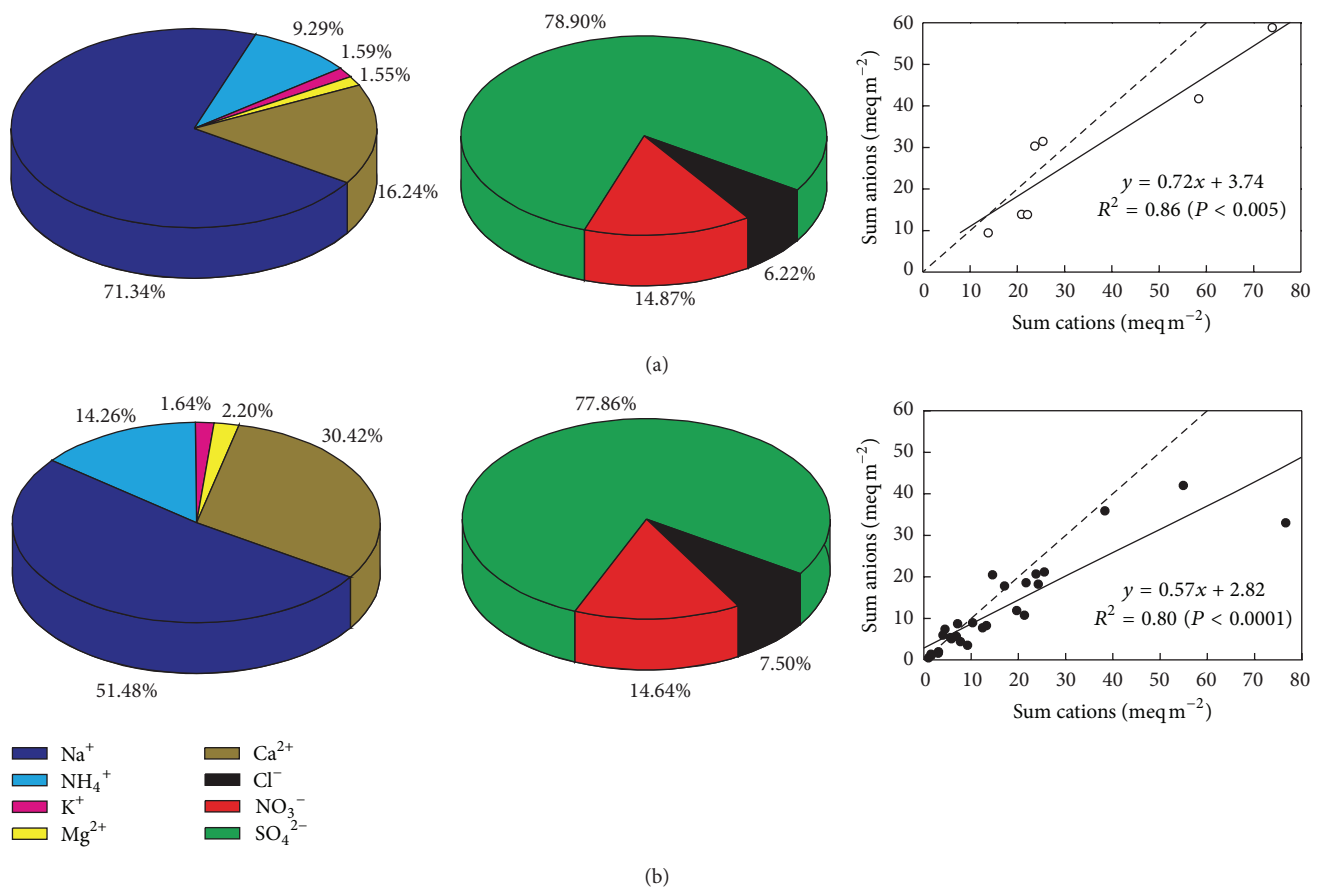 78.90%
9.29%
1.59%
1.55%
16.24%
71.34%
6.22%
14.87%
60
50
40
30
20
10
0
Sum anions (meq m⁻²)
y = 0.72x + 3.74
R² = 0.86 (P < 0.005)
0 10 20 30 40 50 60 70 80
Sum cations (meq m⁻²)
(a)
14.26%
1.64%
2.20%
30.42%
51.48%
77.86%
7.50%
14.64%
60
50
40
30
20
10
0
Sum anions (meq m⁻²)
y = 0.57x + 2.82
R² = 0.80 (P < 0.0001)
0 10 20 30 40 50 60 70 80
Sum cations (meq m⁻²)
Na⁺
NH₄⁺
K⁺
Mg²⁺
Ca²⁺
Cl⁻
NO₃⁻
SO₄²⁻
(b)